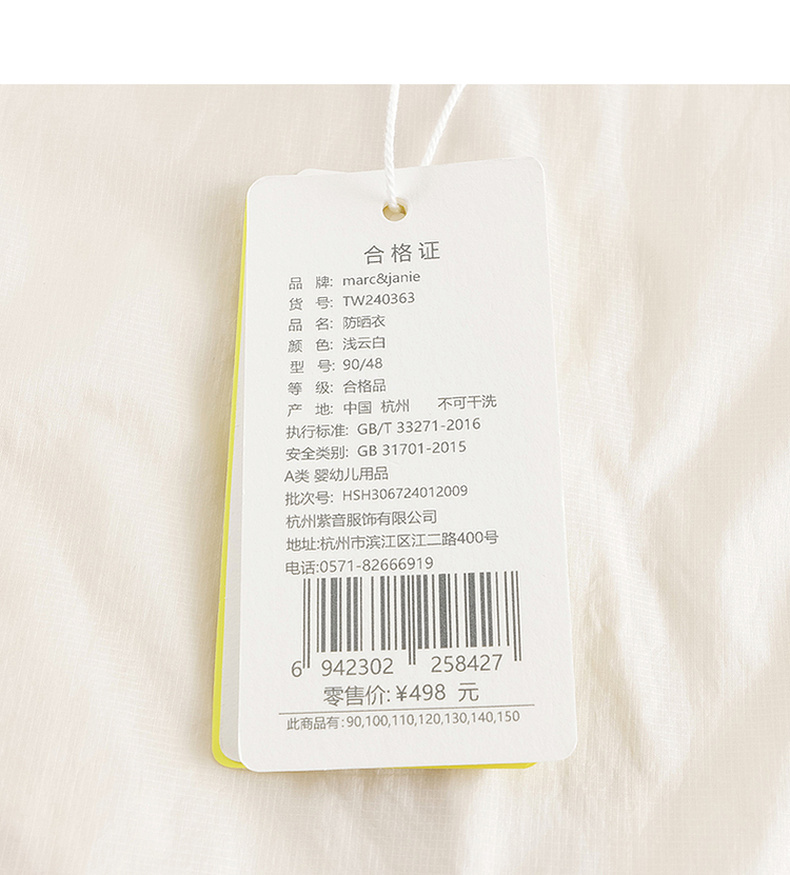 合格证
品 牌: marc&janie
货 号: TW240363
品 名: 防晒衣
颜 色: 浅云白
型 号: 90/48
等 级: 合格品
产 地: 中国 杭州 不可干洗
执行标准: GB/T 33271-2016
安全类别: GB 31701-2015
A类 婴幼儿用品
批次号: HSH306724012009
杭州紫音服饰有限公司
地址:杭州市滨江区江二路400号
电话:0571-82666919
6 942302 258427
零售价:¥498 元
此商品有:90,100,110,120,130,140,150